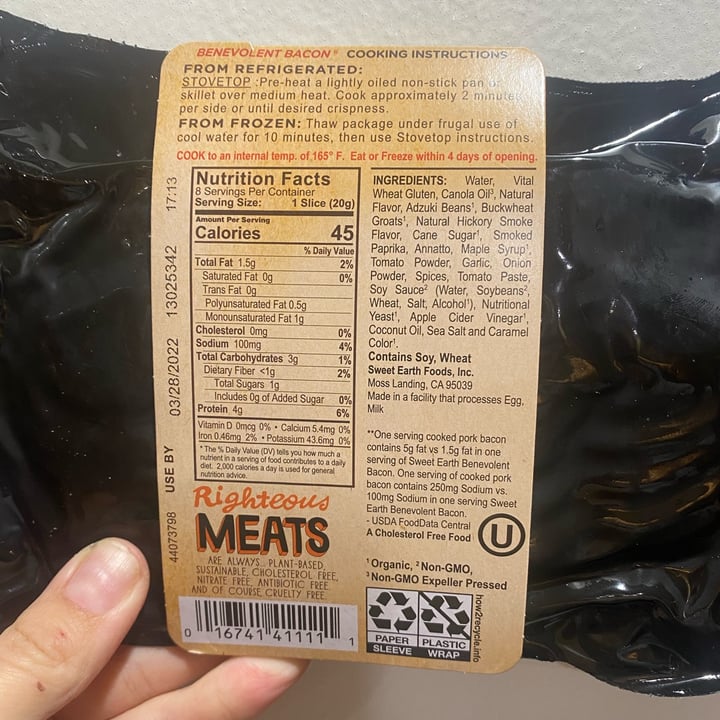 BENEVOLENT BACON® COOKING INSTRUCTIONS
FROM REFRIGERATED:
STOVETOP :Pre-heat a lightly oiled non-stick pan or
skillet over medium heat. Cook approximately 2 minutes
per side or until desired crispness.
FROM FROZEN: Thaw package under frugal use of
cool water for 10 minutes, then use Stovetop instructions.
COOK to an internal temp. of 165° F. Eat or Freeze within 4 days of opening.
44073798 USE BY 03/28/2022 13025342 17:13
Nutrition Facts
8 Servings Per Container
Serving Size: 1 Slice (20g)
Amount Per Serving
Calories 45
% Daily Value
Total Fat 1.5g 2%
Saturated Fat 0g 0%
Trans Fat 0g
Polyunsaturated Fat 0.5g
Monounsaturated Fat 1g
Cholesterol 0mg 0%
Sodium 100mg 4%
Total Carbohydrates 3g 1%
Dietary Fiber <1g 2%
Total Sugars 1g
Includes 0g of Added Sugar 0%
Protein 4g 6%
Vitamin D 0mcg 0% • Calcium 5.4mg 0%
Iron 0.46mg 2% • Potassium 43.6mg 0%
* The % Daily Value (DV) tells you how much a
nutrient in a serving of food contributes to a daily
diet. 2,000 calories a day is used for general
nutrition advice.
Righteous
MEATS
ARE ALWAYS... PLANT-BASED,
SUSTAINABLE, CHOLESTEROL FREE,
NITRATE FREE, ANTIBIOTIC FREE
AND OF COURSE, CRUELTY FREE.
0 16741 41111 1
INGREDIENTS: Water, Vital
Wheat Gluten, Canola Oil³, Natural
Flavor, Adzuki Beans¹, Buckwheat
Groats¹, Natural Hickory Smoke
Flavor, Cane Sugar¹, Smoked
Paprika, Annatto, Maple Syrup¹,
Tomato Powder, Garlic, Onion
Powder, Spices, Tomato Paste,
Soy Sauce² (Water, Soybeans²,
Wheat, Salt, Alcohol¹), Nutritional
Yeast¹, Apple Cider Vinegar¹,
Coconut Oil, Sea Salt and Caramel
Color¹.
Contains Soy, Wheat
Sweet Earth Foods, Inc.
Moss Landing, CA 95039
Made in a facility that processes Egg,
Milk
**One serving cooked pork bacon
contains 5g fat vs 1.5g fat in one
serving of Sweet Earth Benevolent
Bacon. One serving of cooked pork
bacon contains 250mg Sodium vs.
100mg Sodium in one serving Sweet
Earth Benevolent Bacon.
- USDA FoodData Central
A Cholesterol Free Food
U
¹ Organic, ² Non-GMO,
³ Non-GMO Expeller Pressed
PAPER
SLEEVE
PLASTIC
WRAP
how2recycle.info